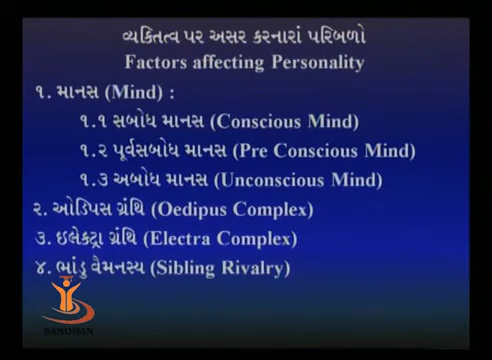 વ્યકિતત્વ પર અસર કરનારાં પરિબળો
Factors affecting Personality
૧. માનસ (Mind) :
૧.૧ સબોધ માનસ (Conscious Mind)
૧.૨ પૂર્વસબોધ માનસ (Pre Conscious Mind)
૧.૩ અબોધ માનસ (Unconscious Mind)
૨. ઓડિપસ ગ્રંથિ (Oedipus Complex)
૩. ઇલેકટ્રા ગ્રંથિ (Electra Complex)
૪. ભાંડુ વૈમનસ્ય (Sibling Rivalry)
SANDHAN